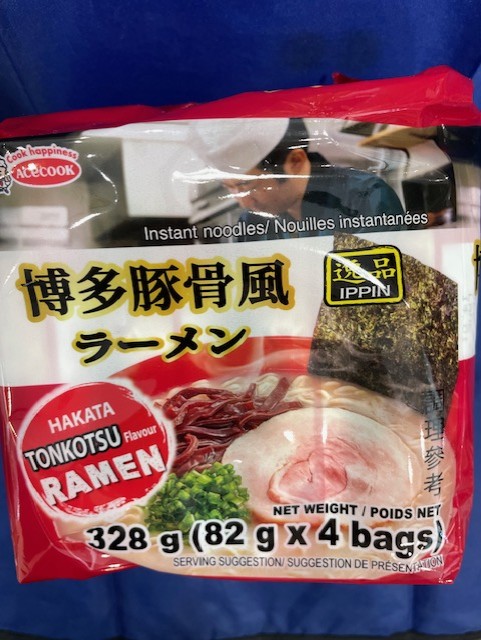 Cook happiness
ACECOOK
Instant noodles/ Nouilles instantanées
博多豚骨風
ラーメン
逸品
IPPIN
HAKATA
TONKOTSU Flavour
RAMEN
調理參考
NET WEIGHT / POIDS NET
328 g (82 g x 4 bags)
SERVING SUGGESTION/ SUGGESTION DE PRÉSENTATION